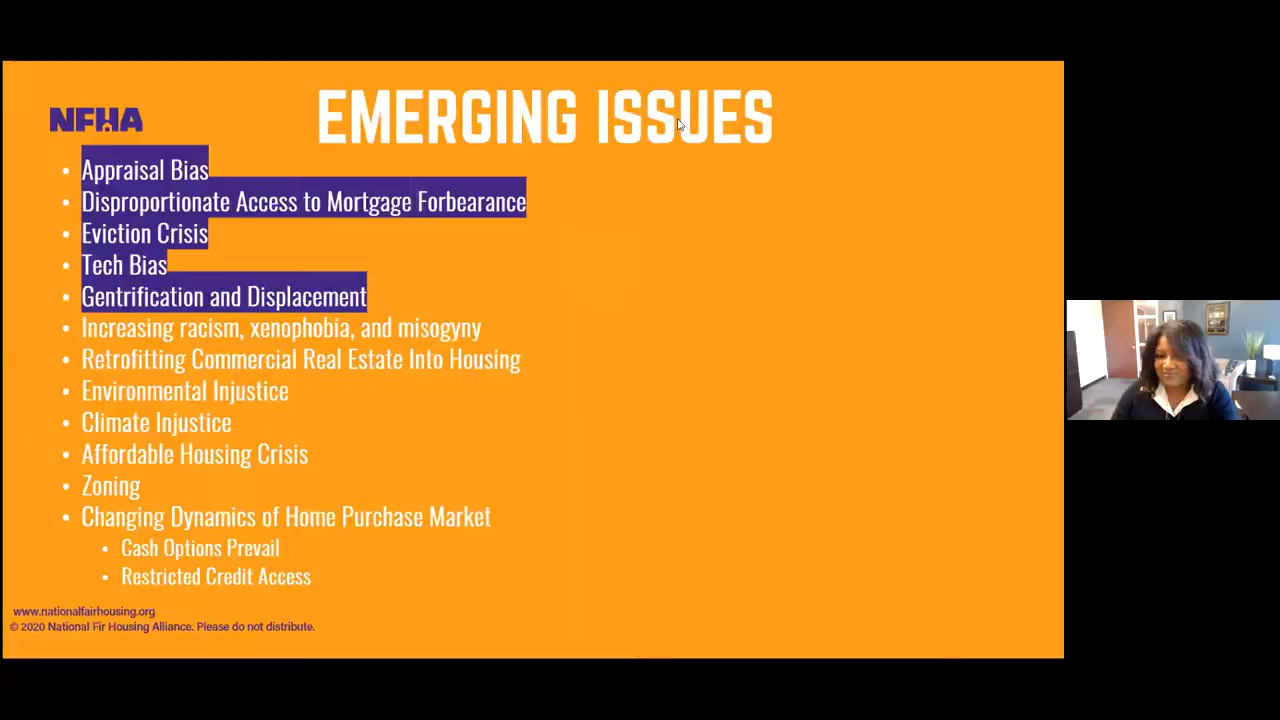 NFHA
EMERGING ISSUES
• Appraisal Bias
• Disproportionate Access to Mortgage Forbearance
• Eviction Crisis
• Tech Bias
• Gentrification and Displacement
• Increasing racism, xenophobia, and misogyny
• Retrofitting Commercial Real Estate Into Housing
• Environmental Injustice
• Climate Injustice
• Affordable Housing Crisis
• Zoning
• Changing Dynamics of Home Purchase Market
• Cash Options Prevail
• Restricted Credit Access
www.nationalfairhousing.org
© 2020 National Fir Housing Alliance. Please do not distribute.